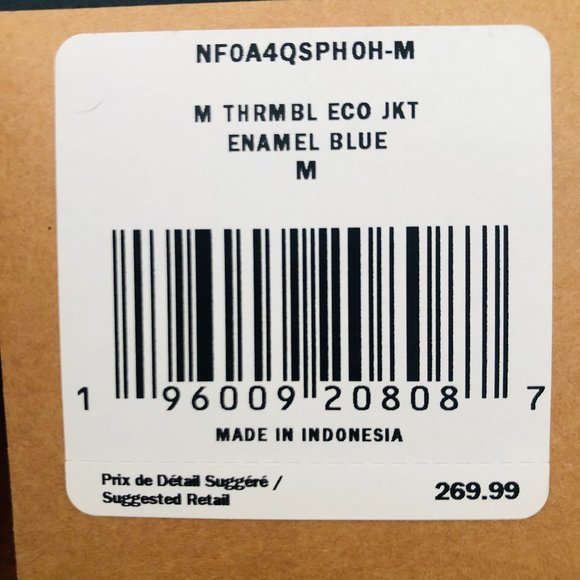 NF0A4QSPH0H-M
M THRMBL ECO JKT
ENAMEL BLUE
M
1 96009 20808 7
MADE IN INDONESIA
Prix de Détail Suggéré /
Suggested Retail 269.99